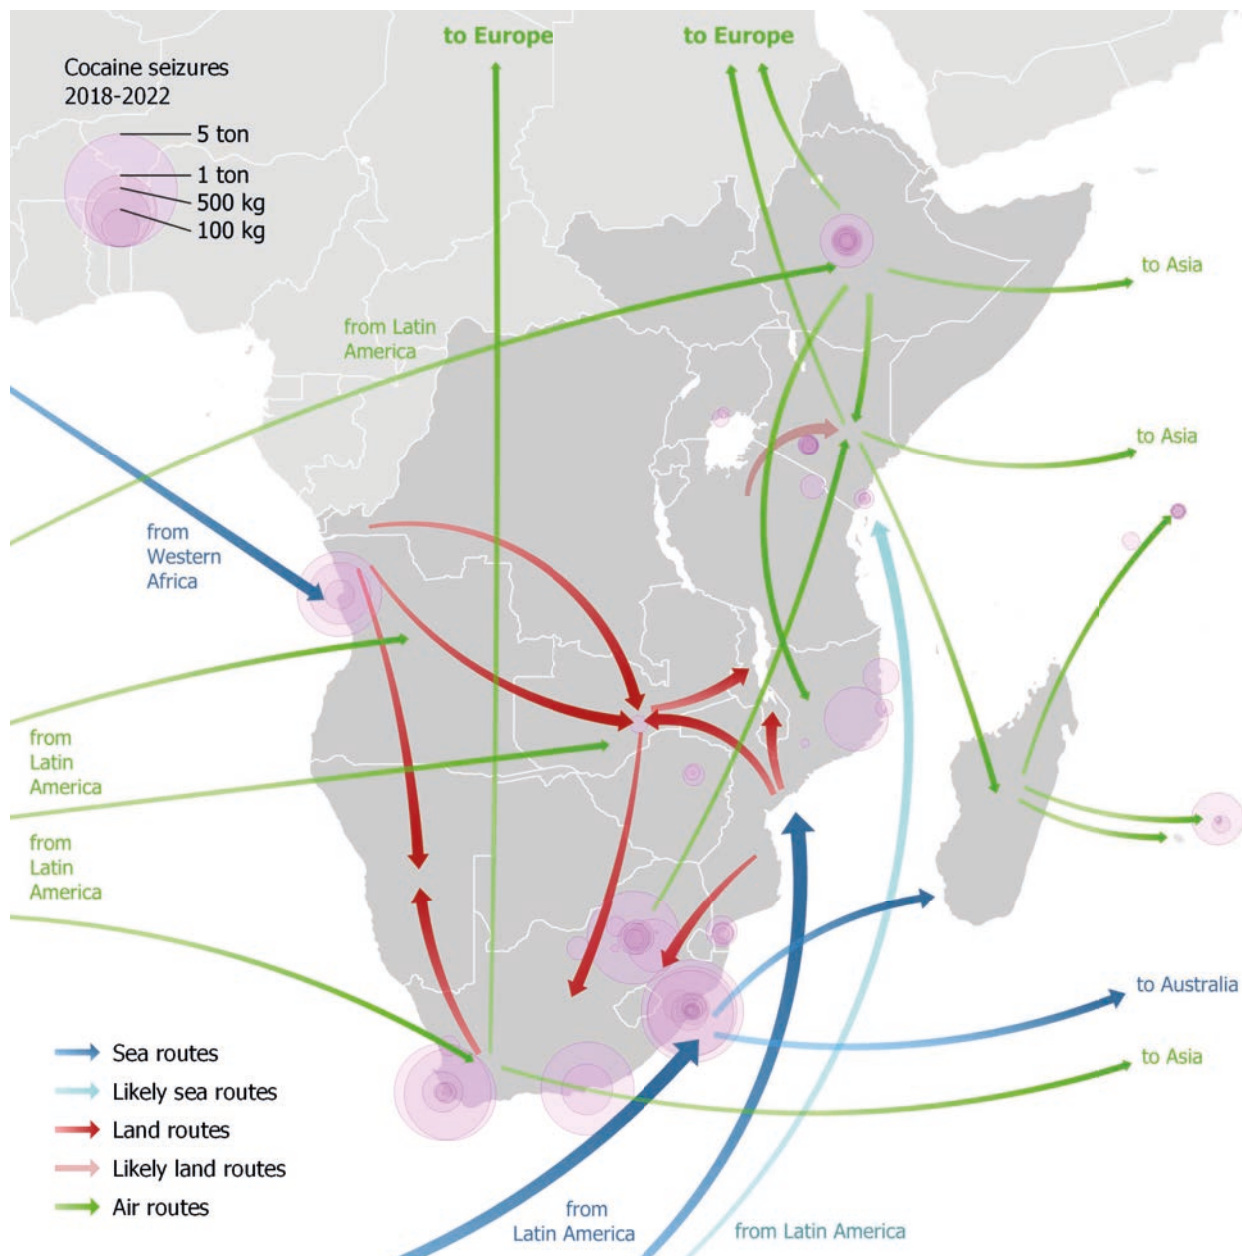 to Europe
to Europe
Cocaine seizures
2018-2022
5 ton
1 ton
500 kg
100 kg
to Asia
from Latin
America
to Asia
from
Western
Africa
from
Latin
America
from
Latin
America
to Australia
to Asia
Sea routes
Likely sea routes
Land routes
Likely land routes
Air routes
from
Latin America
from Latin America